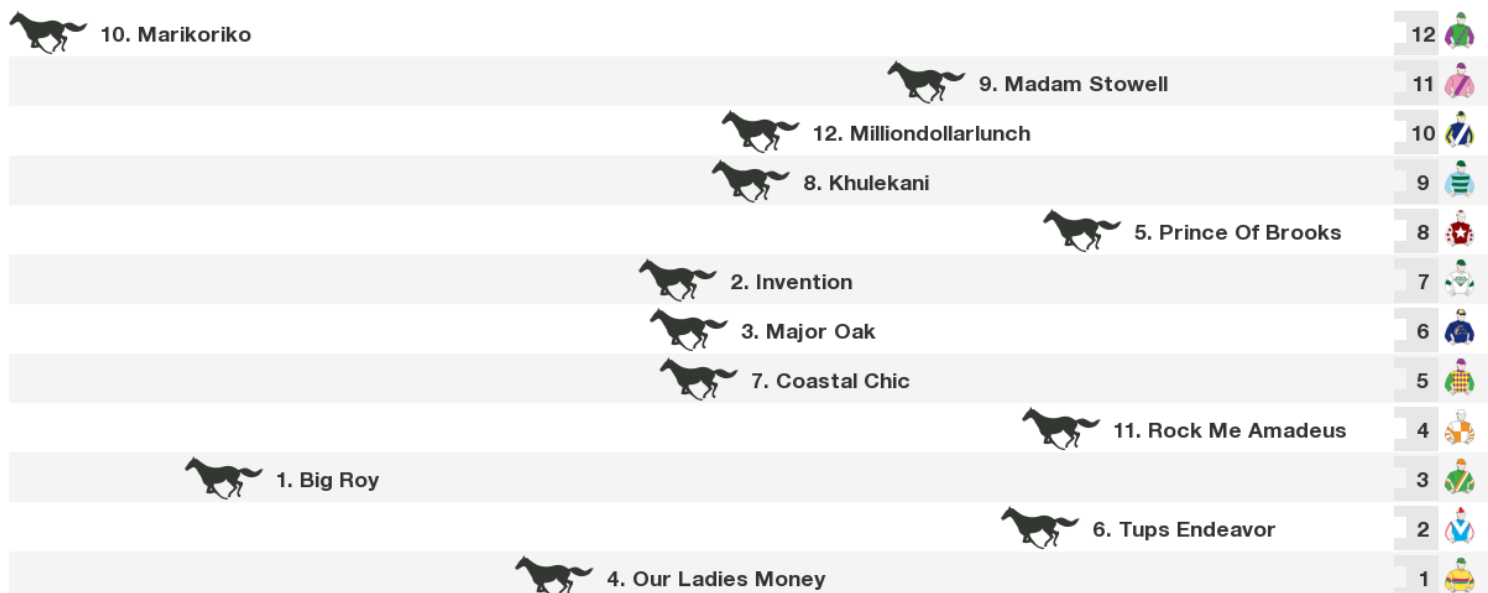 10. Marikoriko 12
9. Madam Stowell 11
12. Milliondollarlunch 10
8. Khulekani 9
5. Prince Of Brooks 8
2. Invention 7
3. Major Oak 6
7. Coastal Chic 5
11. Rock Me Amadeus 4
1. Big Roy 3
6. Tups Endeavor 2
4. Our Ladies Money 1